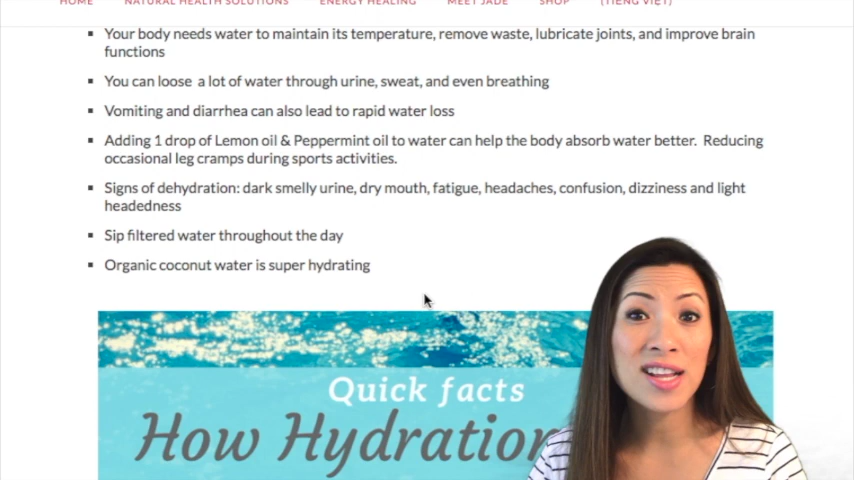 HOME NATURAL HEALTH SOLUTIONS ENERGY HEALING MEET JADE SHOP (TIẾNG VIỆT)
Your body needs water to maintain its temperature, remove waste, lubricate joints, and improve brain
functions
You can loose a lot of water through urine, sweat, and even breathing
Vomiting and diarrhea can also lead to rapid water loss
Adding 1 drop of Lemon oil & Peppermint oil to water can help the body absorb water better. Reducing
occasional leg cramps during sports activities.
Signs of dehydration: dark smelly urine, dry mouth, fatigue, headaches, confusion, dizziness and light
headedness
Sip filtered water throughout the day
Organic coconut water is super hydrating
Quick facts
How Hydration